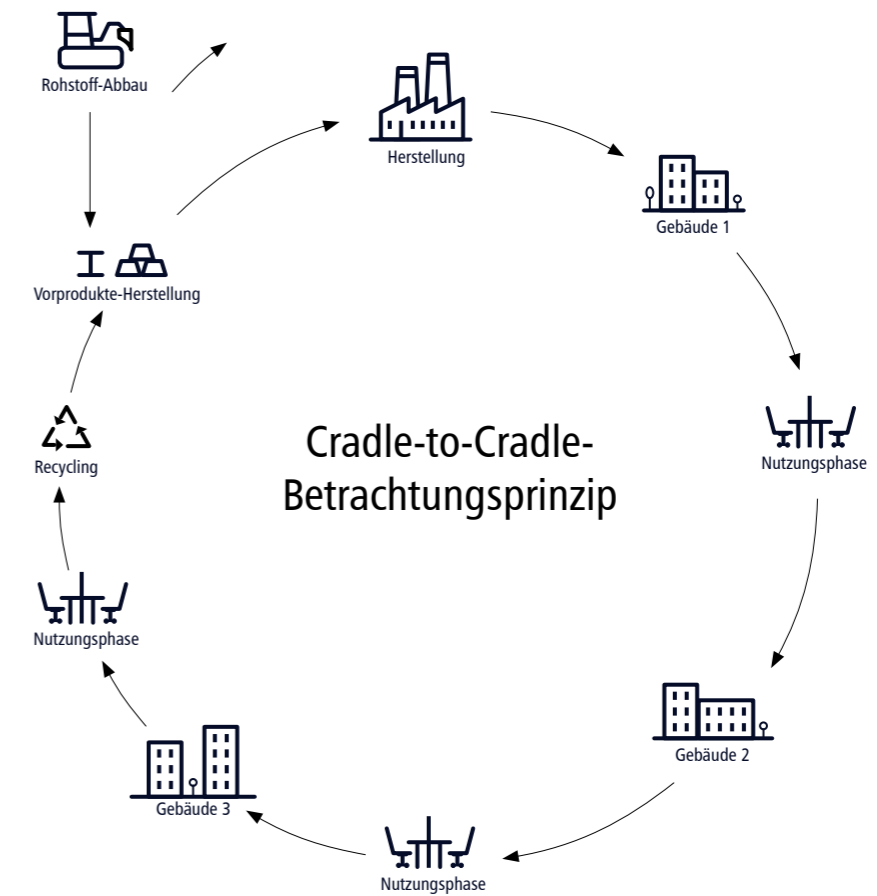 Rohstoff-Abbau
Herstellung
Gebäude 1
Vorprodukte-Herstellung
Cradle-to-Cradle-
Betrachtungsprinzip
Nutzungsphase
Recycling
Nutzungsphase
Gebäude 2
Gebäude 3
Nutzungsphase